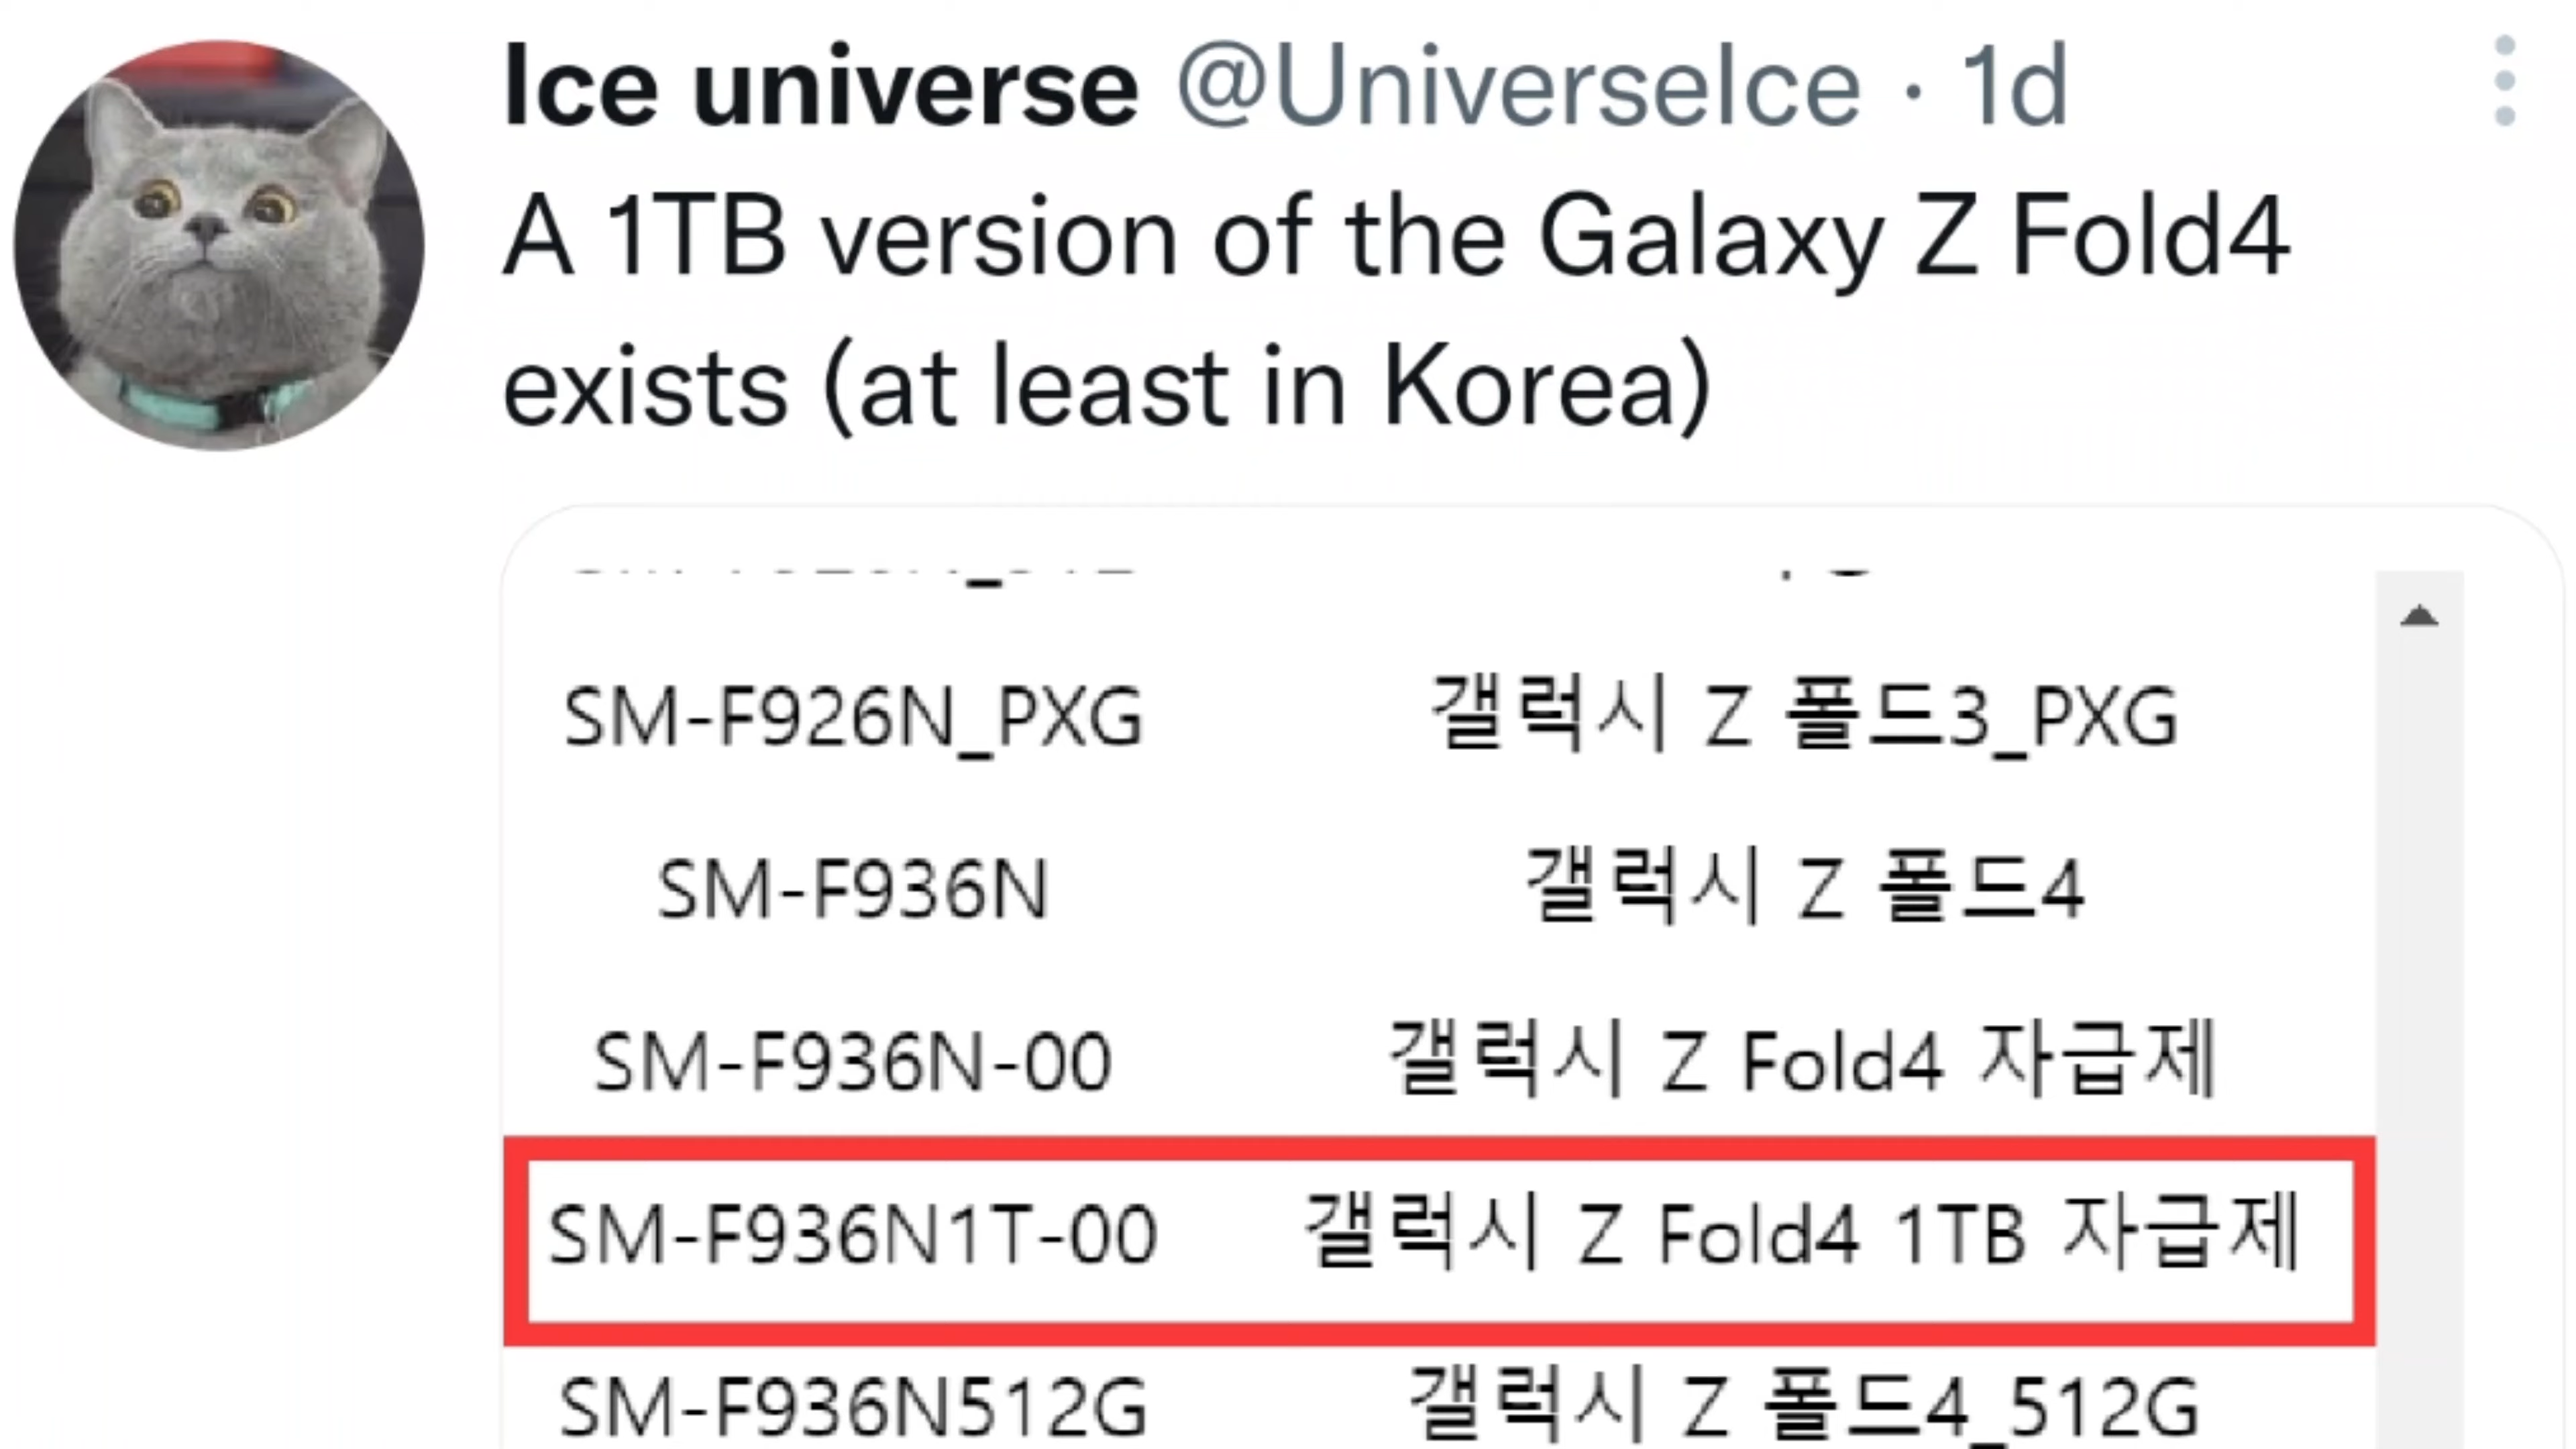 Ice universe @UniverseIce · 1d
A 1TB version of the Galaxy Z Fold4
exists (at least in Korea)
SM-F926N_PXG 갤럭시 Z 폴드3_PXG
SM-F936N 갤럭시 Z 폴드4
SM-F936N-00 갤럭시 Z Fold4 자급제
SM-F936N1T-00 갤럭시 Z Fold4 1TB 자급제
SM-F936N512G 갤럭시 Z 폴드4_512G